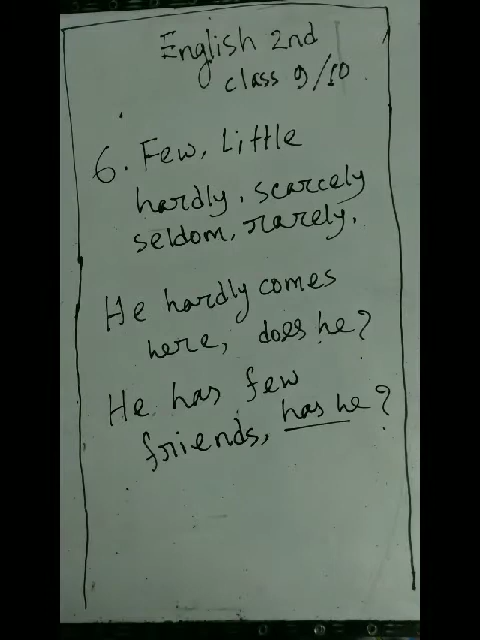 English 2nd
class 9/10
6. Few, Little
hardly, scarcely
seldom, rarely.
He hardly comes
here, does he?
He has few
friends, has he?